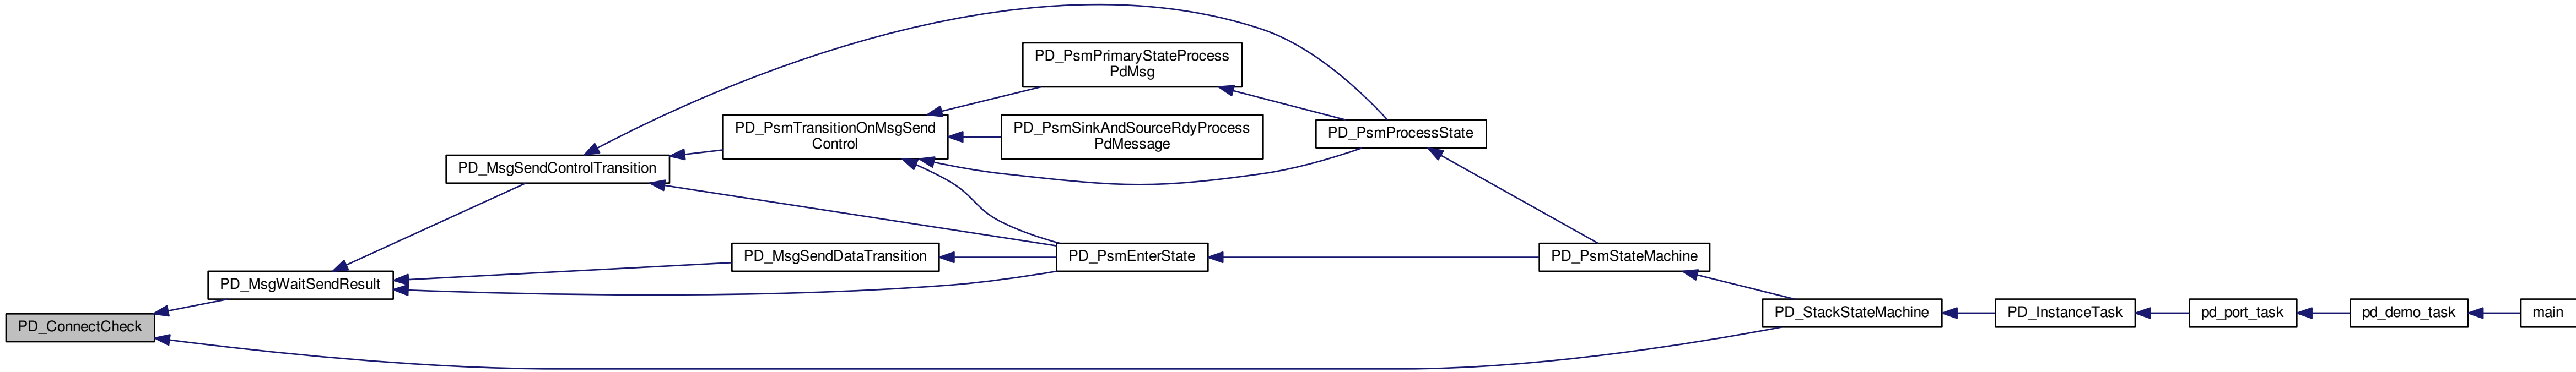 PD_ConnectCheck
PD_MsgWaitSendResult
PD_MsgSendControlTransition
PD_PsmTransitionOnMsgSend
Control
PD_PsmPrimaryStateProcess
PdMsg
PD_PsmSinkAndSourceRdyProcess
PdMessage
PD_PsmProcessState
PD_MsgSendDataTransition
PD_PsmEnterState
PD_PsmStateMachine
PD_StackStateMachine
PD_InstanceTask
pd_port_task
pd_demo_task
main